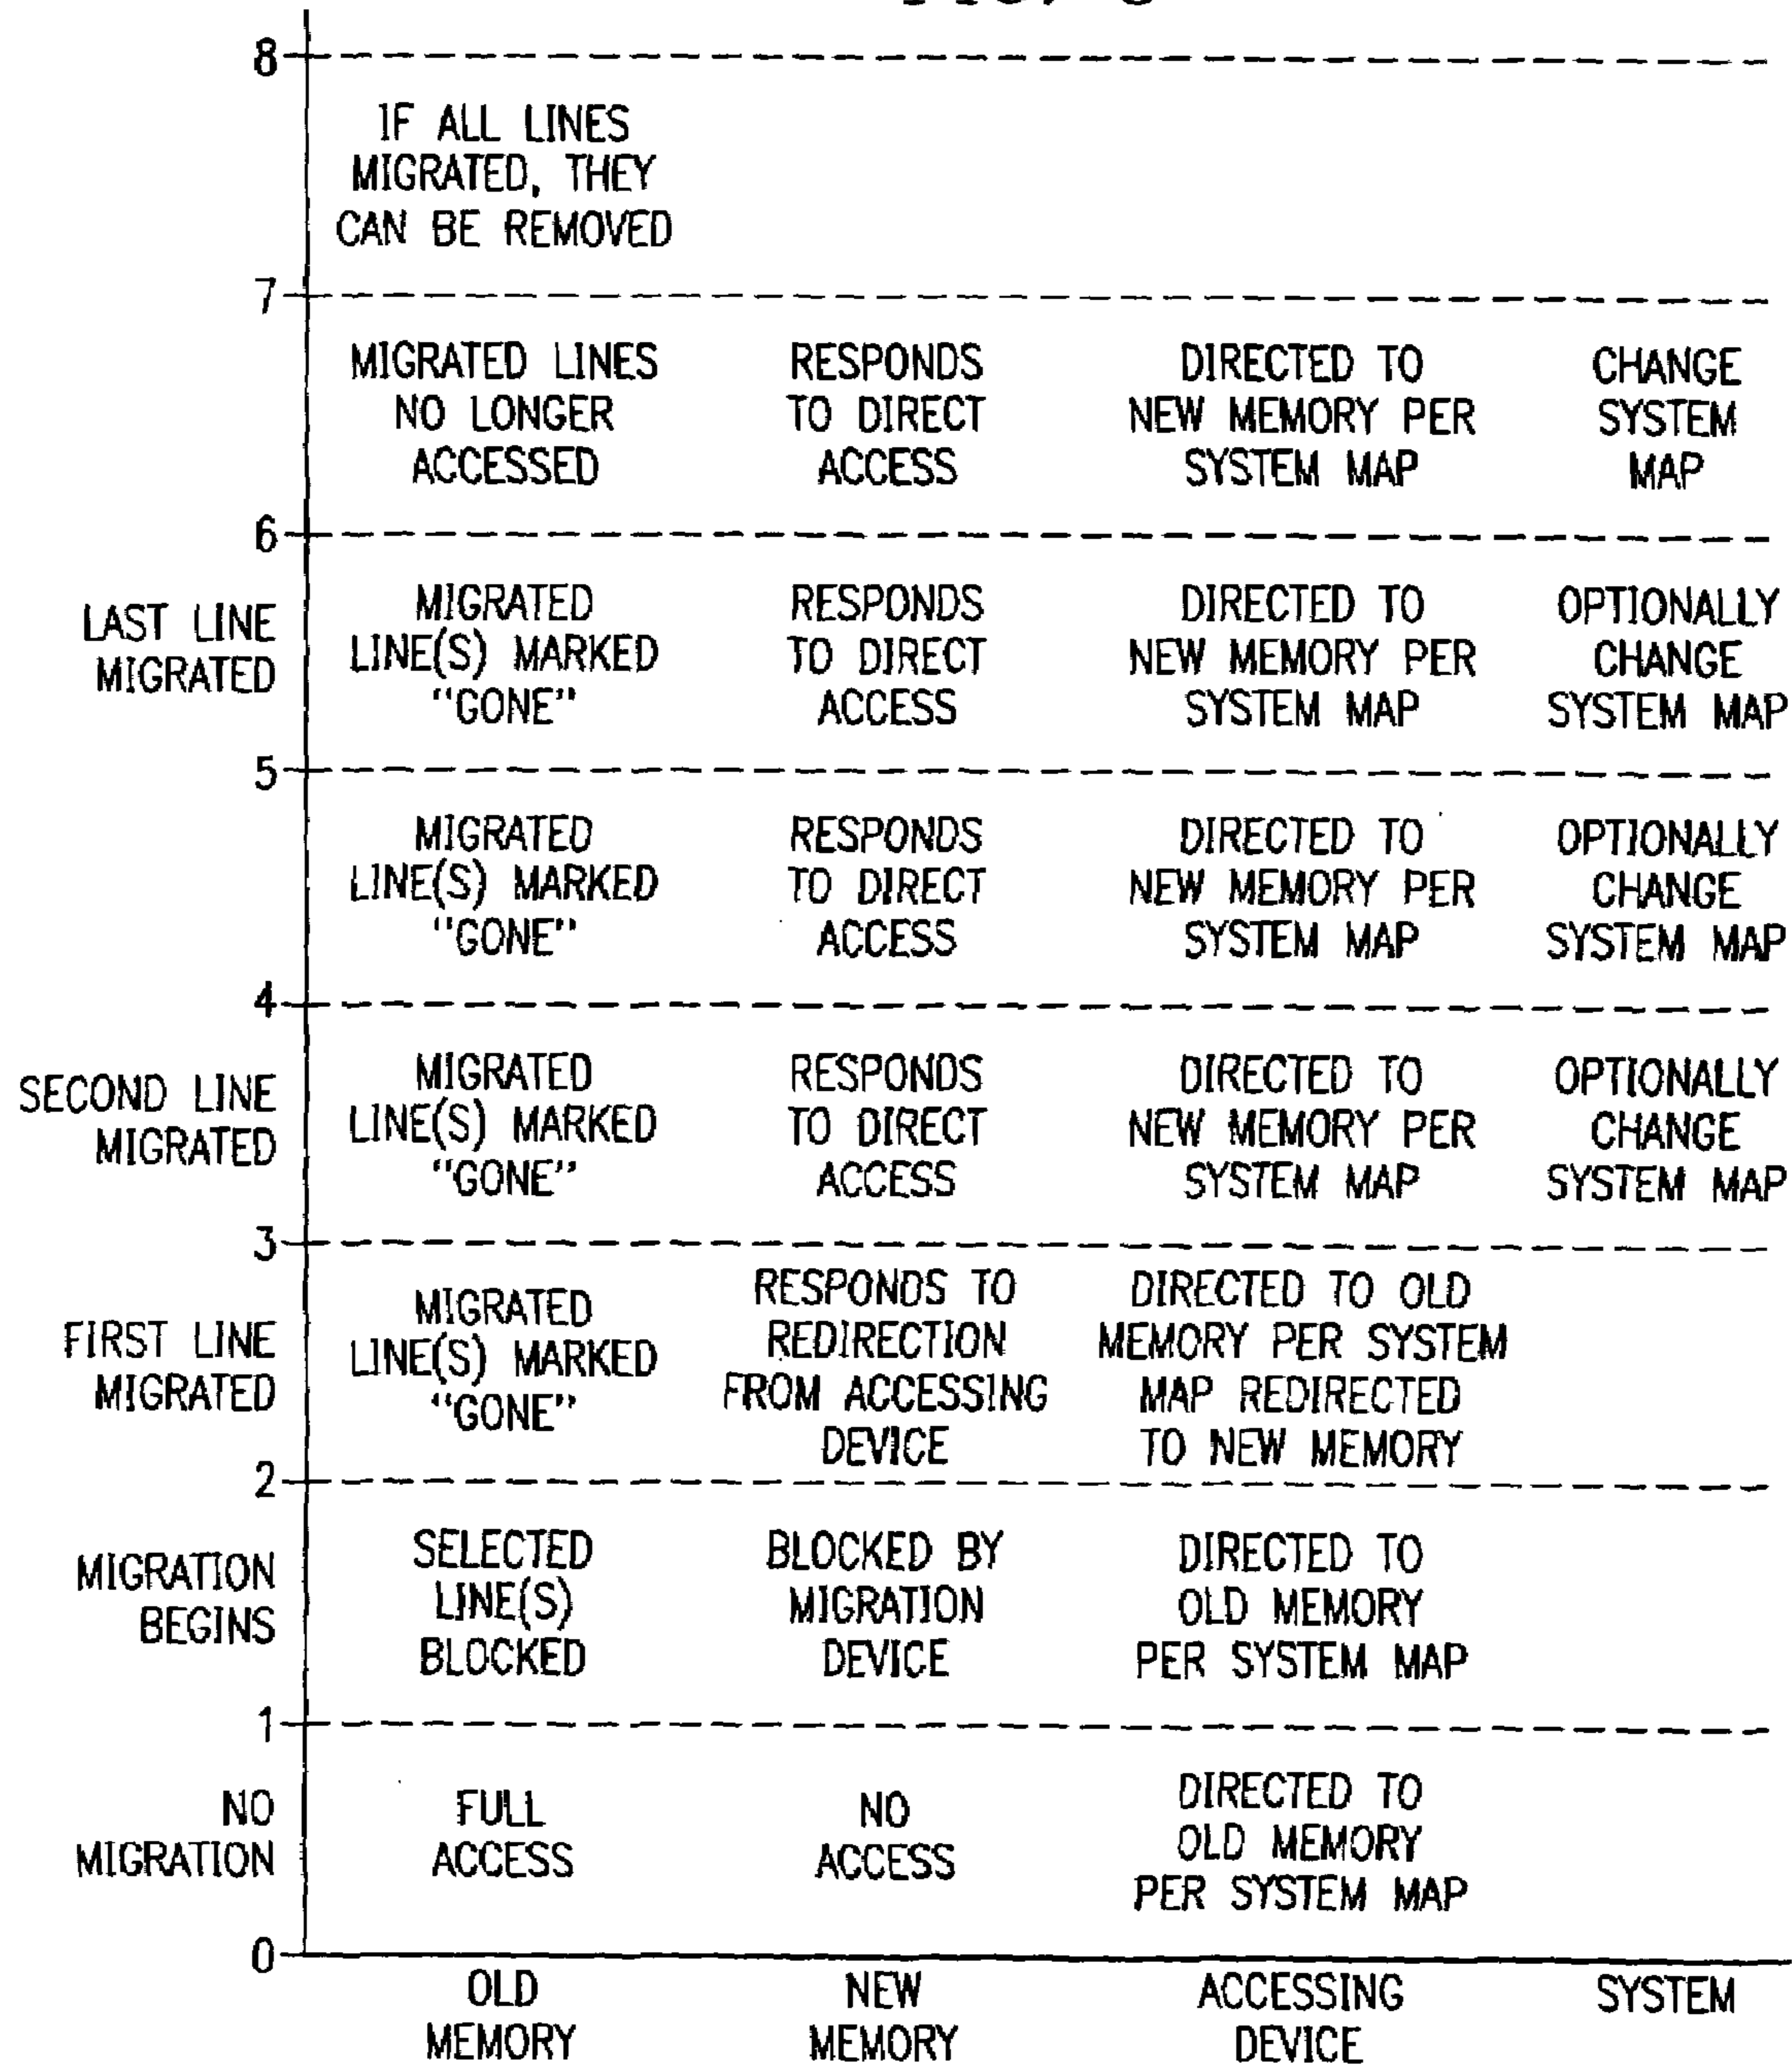 8
IF ALL LINES
MIGRATED, THEY
CAN BE REMOVED
7
MIGRATED LINES
NO LONGER
ACCESSED
RESPONDS
TO DIRECT
ACCESS
DIRECTED TO
NEW MEMORY PER
SYSTEM MAP
CHANGE
SYSTEM
MAP
6
LAST LINE
MIGRATED
MIGRATED
LINE(S) MARKED
"GONE"
RESPONDS
TO DIRECT
ACCESS
DIRECTED TO
NEW MEMORY PER
SYSTEM MAP
OPTIONALLY
CHANGE
SYSTEM MAP
5
MIGRATED
LINE(S) MARKED
"GONE"
RESPONDS
TO DIRECT
ACCESS
DIRECTED TO
NEW MEMORY PER
SYSTEM MAP
OPTIONALLY
CHANGE
SYSTEM MAP
4
SECOND LINE
MIGRATED
MIGRATED
LINE(S) MARKED
"GONE"
RESPONDS
TO DIRECT
ACCESS
DIRECTED TO
NEW MEMORY PER
SYSTEM MAP
OPTIONALLY
CHANGE
SYSTEM MAP
3
FIRST LINE
MIGRATED
MIGRATED
LINE(S) MARKED
"GONE"
RESPONDS TO
REDIRECTION
FROM ACCESSING
DEVICE
DIRECTED TO OLD
MEMORY PER SYSTEM
MAP REDIRECTED
TO NEW MEMORY
2
MIGRATION
BEGINS
SELECTED
LINE(S)
BLOCKED
BLOCKED BY
MIGRATION
DEVICE
DIRECTED TO
OLD MEMORY
PER SYSTEM MAP
1
NO
MIGRATION
FULL
ACCESS
NO
ACCESS
DIRECTED TO
OLD MEMORY
PER SYSTEM MAP
0
OLD
MEMORY
NEW
MEMORY
ACCESSING
DEVICE
SYSTEM